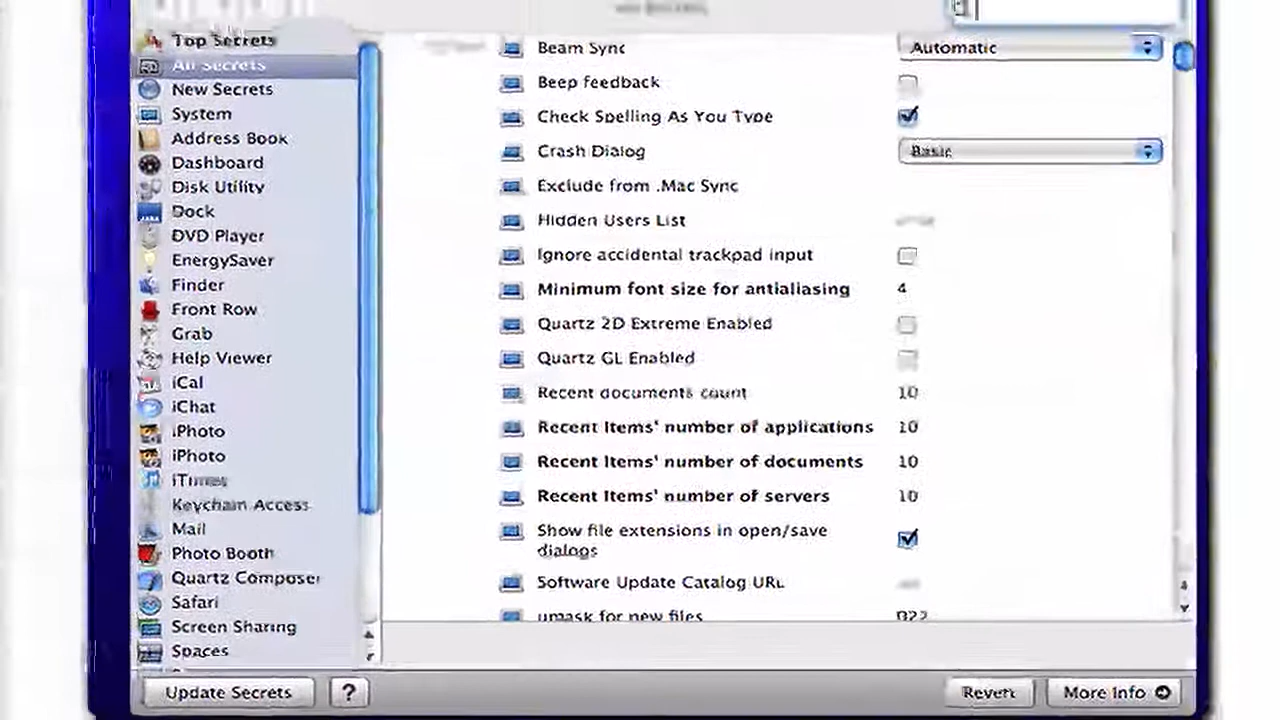 Top Secrets
All Secrets
New Secrets
System
Address Book
Dashboard
Disk Utility
Dock
DVD Player
EnergySaver
Finder
Front Row
Grab
Help Viewer
iCal
iChat
iPhoto
iPhoto
iTunes
Keychain Access
Mail
Photo Booth
Quartz Composer
Safari
Screen Sharing
Spaces
Beam Sync Automatic
Beep feedback
Check Spelling As You Type
Crash Dialog Basic
Exclude from .Mac Sync
Hidden Users List
Ignore accidental trackpad input
Minimum font size for antialiasing 4
Quartz 2D Extreme Enabled
Quartz GL Enabled
Recent documents count 10
Recent Items' number of applications 10
Recent Items' number of documents 10
Recent Items' number of servers 10
Show file extensions in open/save
dialogs
Software Update Catalog URL
umask for new files 022
Update Secrets ? Revert More Info